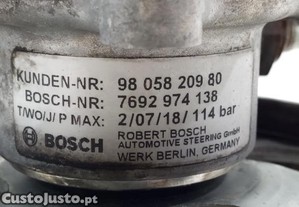 KUNDEN-NR: 98 058 209 80
BOSCH-NR: 7692 974 138
T/WO/J/P MAX: 2/07/18/ 114 bar
BOSCH
ROBERT BOSCH
AUTOMOTIVE STEERING GmbH
WERK BERLIN, GERMANY
CustoJusto.pt